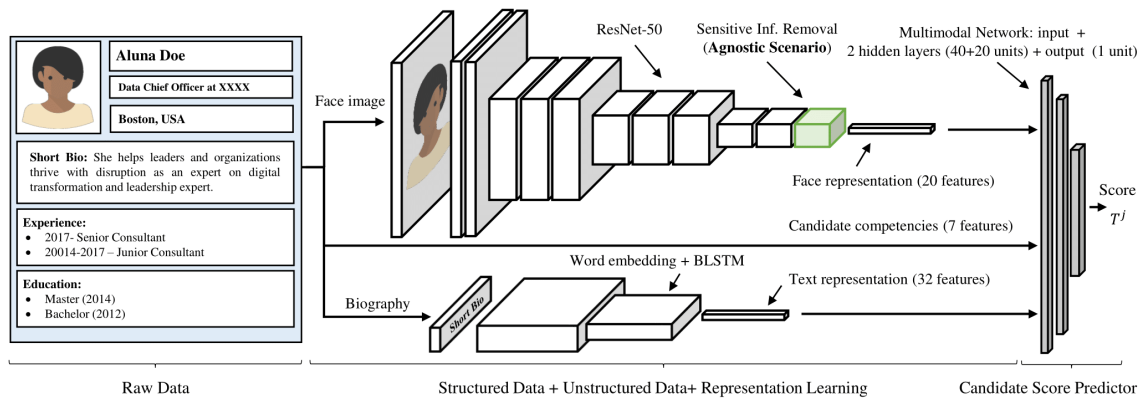 Aluna Doe
Data Chief Officer at XXXX
Boston, USA
Short Bio: She helps leaders and organizations
thrive with disruption as an expert on digital
transformation and leadership expert.
Experience:
• 2017- Senior Consultant
• 20014-2017 – Junior Consultant
Education:
• Master (2014)
• Bachelor (2012)
Raw Data
Face image
ResNet-50
Sensitive Inf. Removal
(Agnostic Scenario)
Face representation (20 features)
Candidate competencies (7 features)
Biography
Short Bio
Word embedding + BLSTM
Text representation (32 features)
Structured Data + Unstructured Data+ Representation Learning
Multimodal Network: input +
2 hidden layers (40+20 units) + output (1 unit)
Score
T^j
Candidate Score Predictor